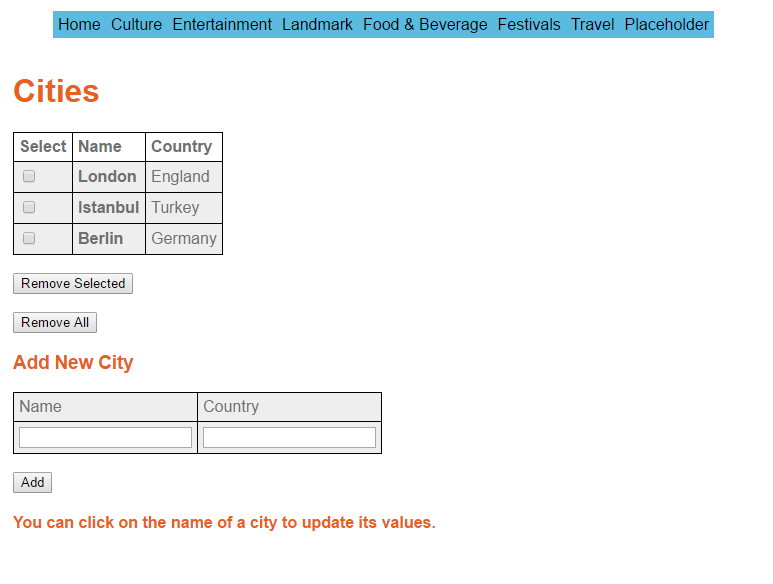 Home Culture Entertainment Landmark Food & Beverage Festivals Travel Placeholder
Cities
Select Name Country
London England
Istanbul Turkey
Berlin Germany
Remove Selected
Remove All
Add New City
Name Country
Add
You can click on the name of a city to update its values.